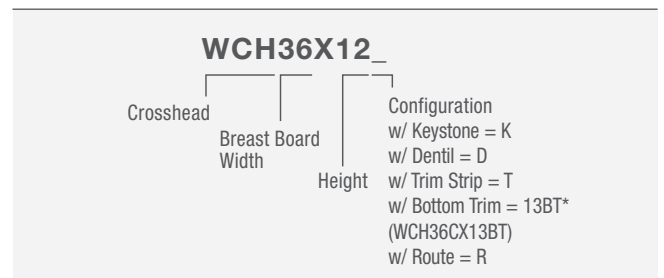 WCH36X12_
Crosshead
Breast Board
Width
Height
Configuration
w/ Keystone = K
w/ Dentil = D
w/ Trim Strip = T
w/ Bottom Trim = 13BT*
(WCH36CX13BT)
w/ Route = R